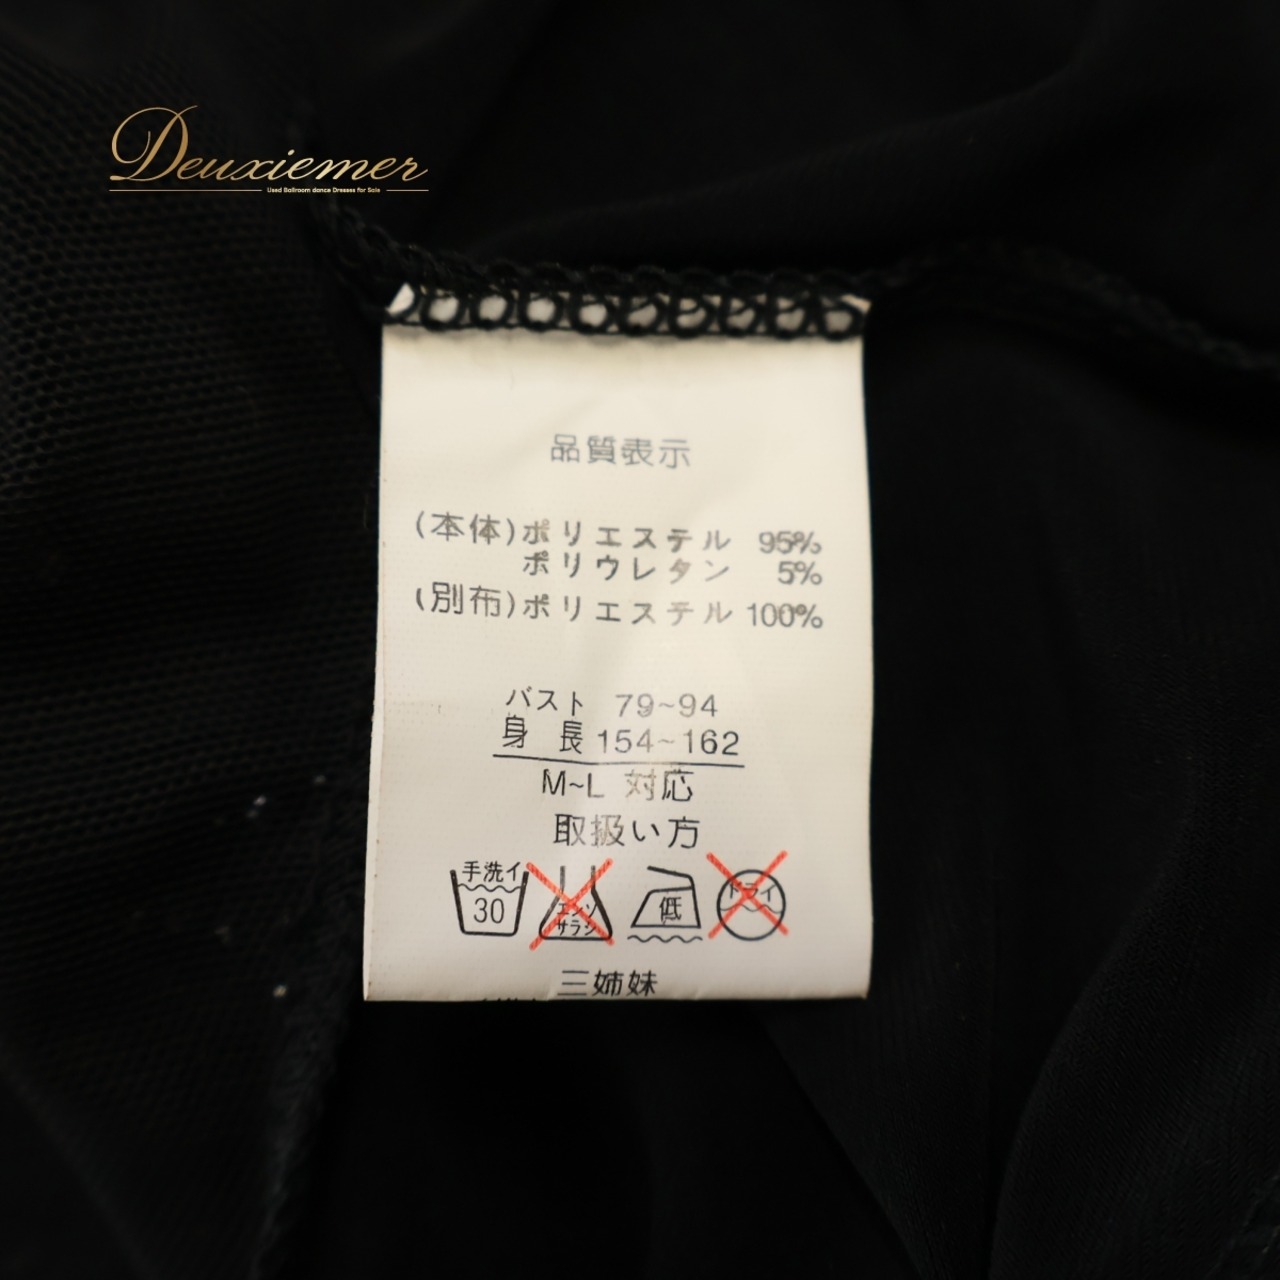 Deuxiemer
Used Ballroom dance Dresses for Sale
品質表示
(本体)ポリエステル 95%
ポリウレタン 5%
(別布)ポリエステル 100%
バスト 79~94
身長 154~162
M~L 対応
取扱い方
手洗イ 30
エンソサラシ
低
ドライ
三姉妹